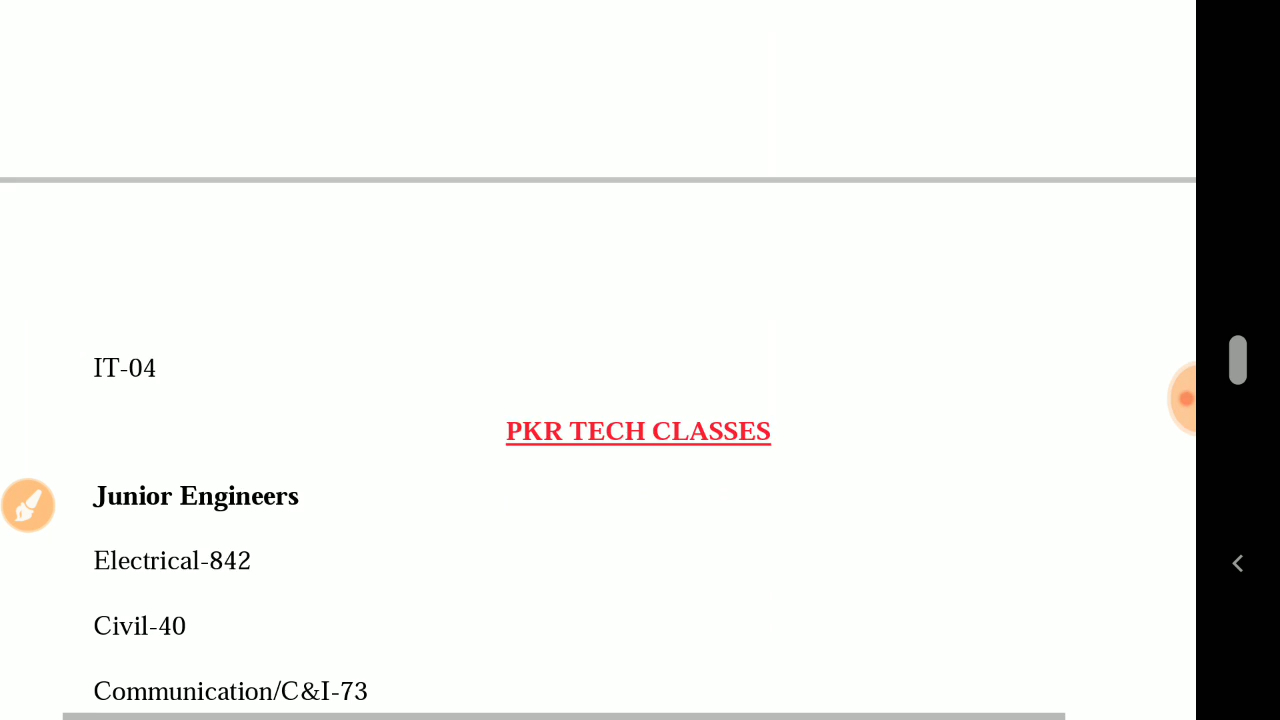 IT-04
PKR TECH CLASSES
Junior Engineers
Electrical-842
Civil-40
Communication/C&I-73